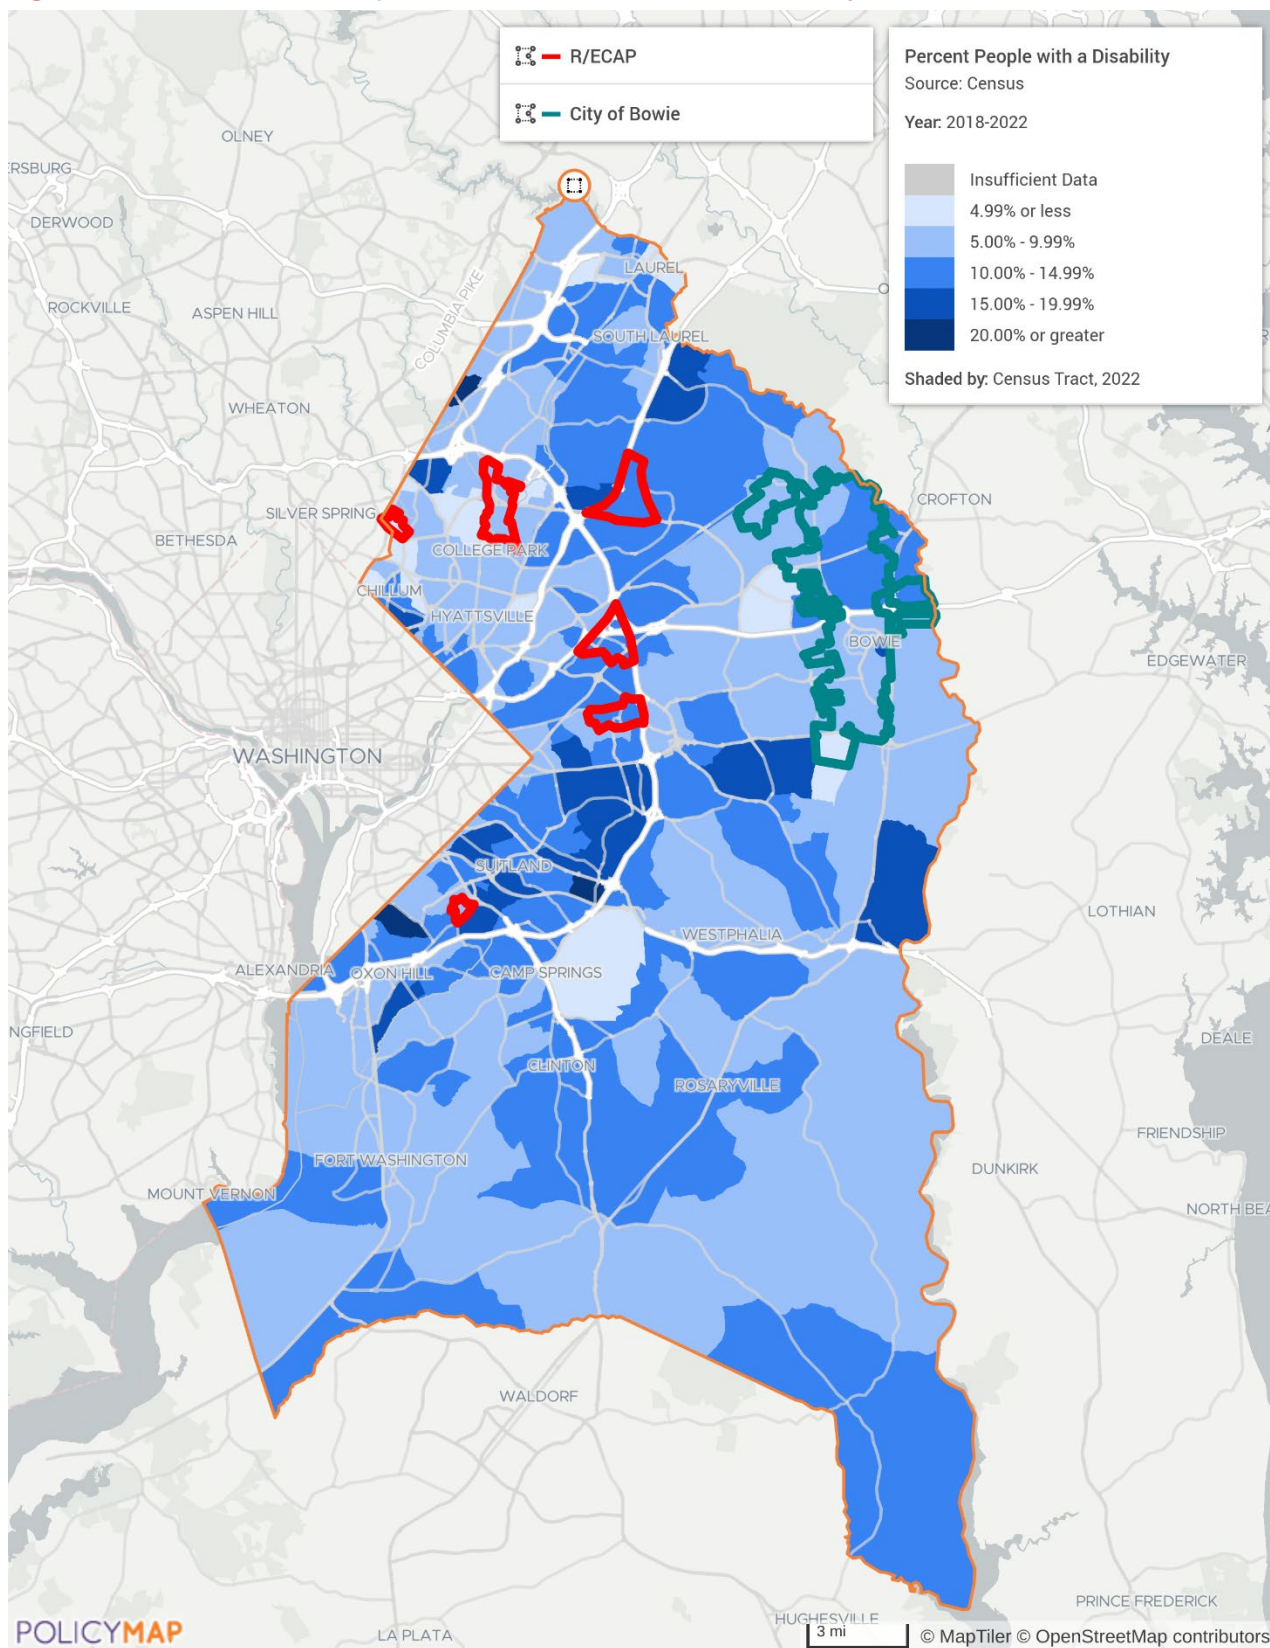 R/ECAP
City of Bowie
Percent People with a Disability
Source: Census
Year: 2018-2022
Insufficient Data
4.99% or less
5.00% - 9.99%
10.00% - 14.99%
15.00% - 19.99%
20.00% or greater
Shaded by: Census Tract, 2022
OLNEY
ERSBURG
DERWOOD
LAUREL
ROCKVILLE
ASPEN HILL
COLUMBIA PIKE
SOUTH LAUREL
WHEATON
CROFTON
SILVER SPRING
BETHESDA
COLLEGE PARK
CHILLUM
HYATTSVILLE
BOWIE
EDGEWATER
WASHINGTON
SUITLAND
LOTHIAN
WESTPHALIA
ALEXANDRIA
OXON HILL
CAMP SPRINGS
NGFIELD
DEALE
CLINTON
ROSARYVILLE
FRIENDSHIP
FORT WASHINGTON
DUNKIRK
MOUNT VERNON
NORTH BEA
WALDORF
PRINCE FREDERICK
HUGHESVILLE
POLICYMAP
LA PLATA
3 mi
© MapTiler © OpenStreetMap contributors